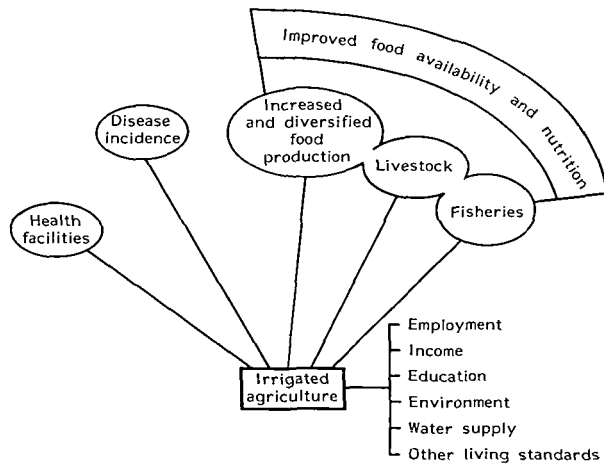 Improved food availability and nutrition
Increased
and diversified
food
production
Disease
incidence
Livestock
Fisheries
Health
facilities
Employment
Income
Irrigated
agriculture
Education
Environment
Water supply
Other living standards